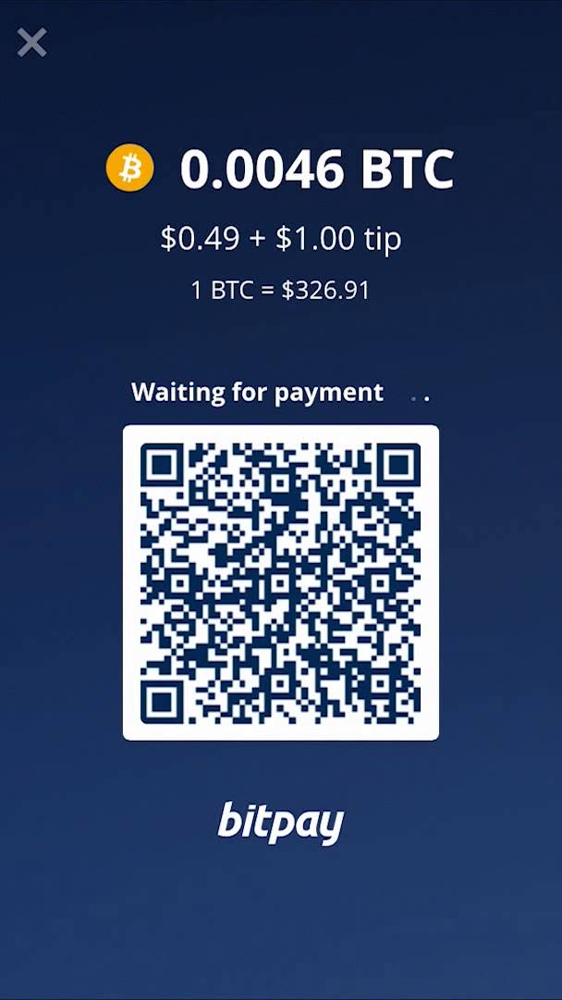 0.0046 BTC
$0.49 + $1.00 tip
1 BTC = $326.91
Waiting for payment ..
bitpay